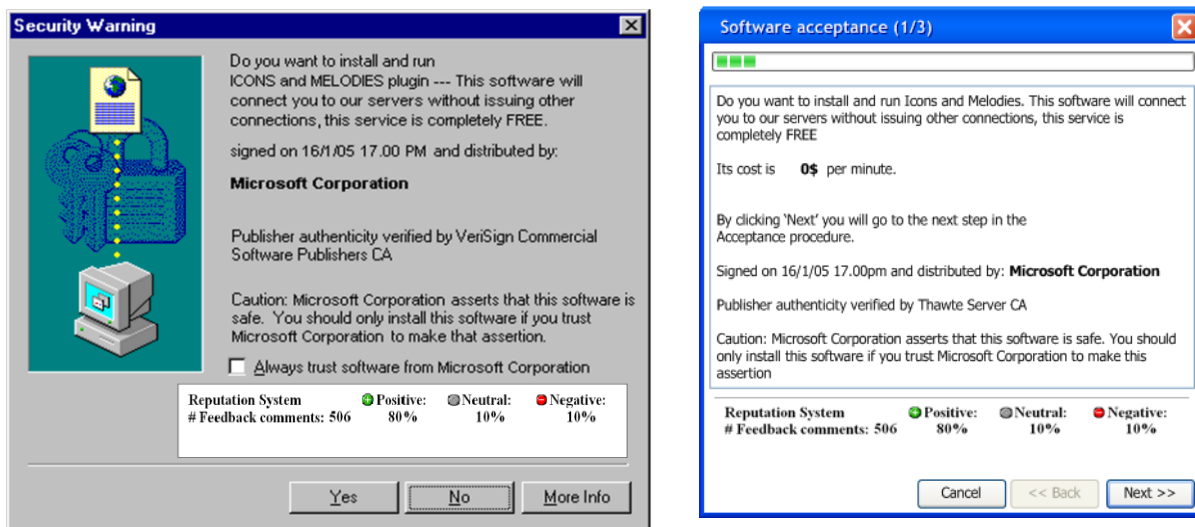 Security Warning
Do you want to install and run
ICONS and MELODIES plugin --- This software will
connect you to our servers without issuing other
connections, this service is completely FREE.
signed on 16/1/05 17.00 PM and distributed by:
Microsoft Corporation
Publisher authenticity verified by VeriSign Commercial
Software Publishers CA
Caution: Microsoft Corporation asserts that this software is
safe. You should only install this software if you trust
Microsoft Corporation to make that assertion.
Always trust software from Microsoft Corporation
Reputation System Positive: Neutral: Negative:
# Feedback comments: 506 80% 10% 10%
Yes No More Info
Software acceptance (1/3)
Do you want to install and run Icons and Melodies. This software will connect
you to our servers without issuing other connections, this service is
completely FREE
Its cost is 0$ per minute.
By clicking 'Next' you will go to the next step in the
Acceptance procedure.
Signed on 16/1/05 17.00pm and distributed by: Microsoft Corporation
Publisher authenticity verified by Thawte Server CA
Caution: Microsoft Corporation asserts that this software is safe. You should
only install this software if you trust Microsoft Corporation to make this
assertion
Reputation System Positive: Neutral: Negative:
# Feedback comments: 506 80% 10% 10%
Cancel << Back Next >>